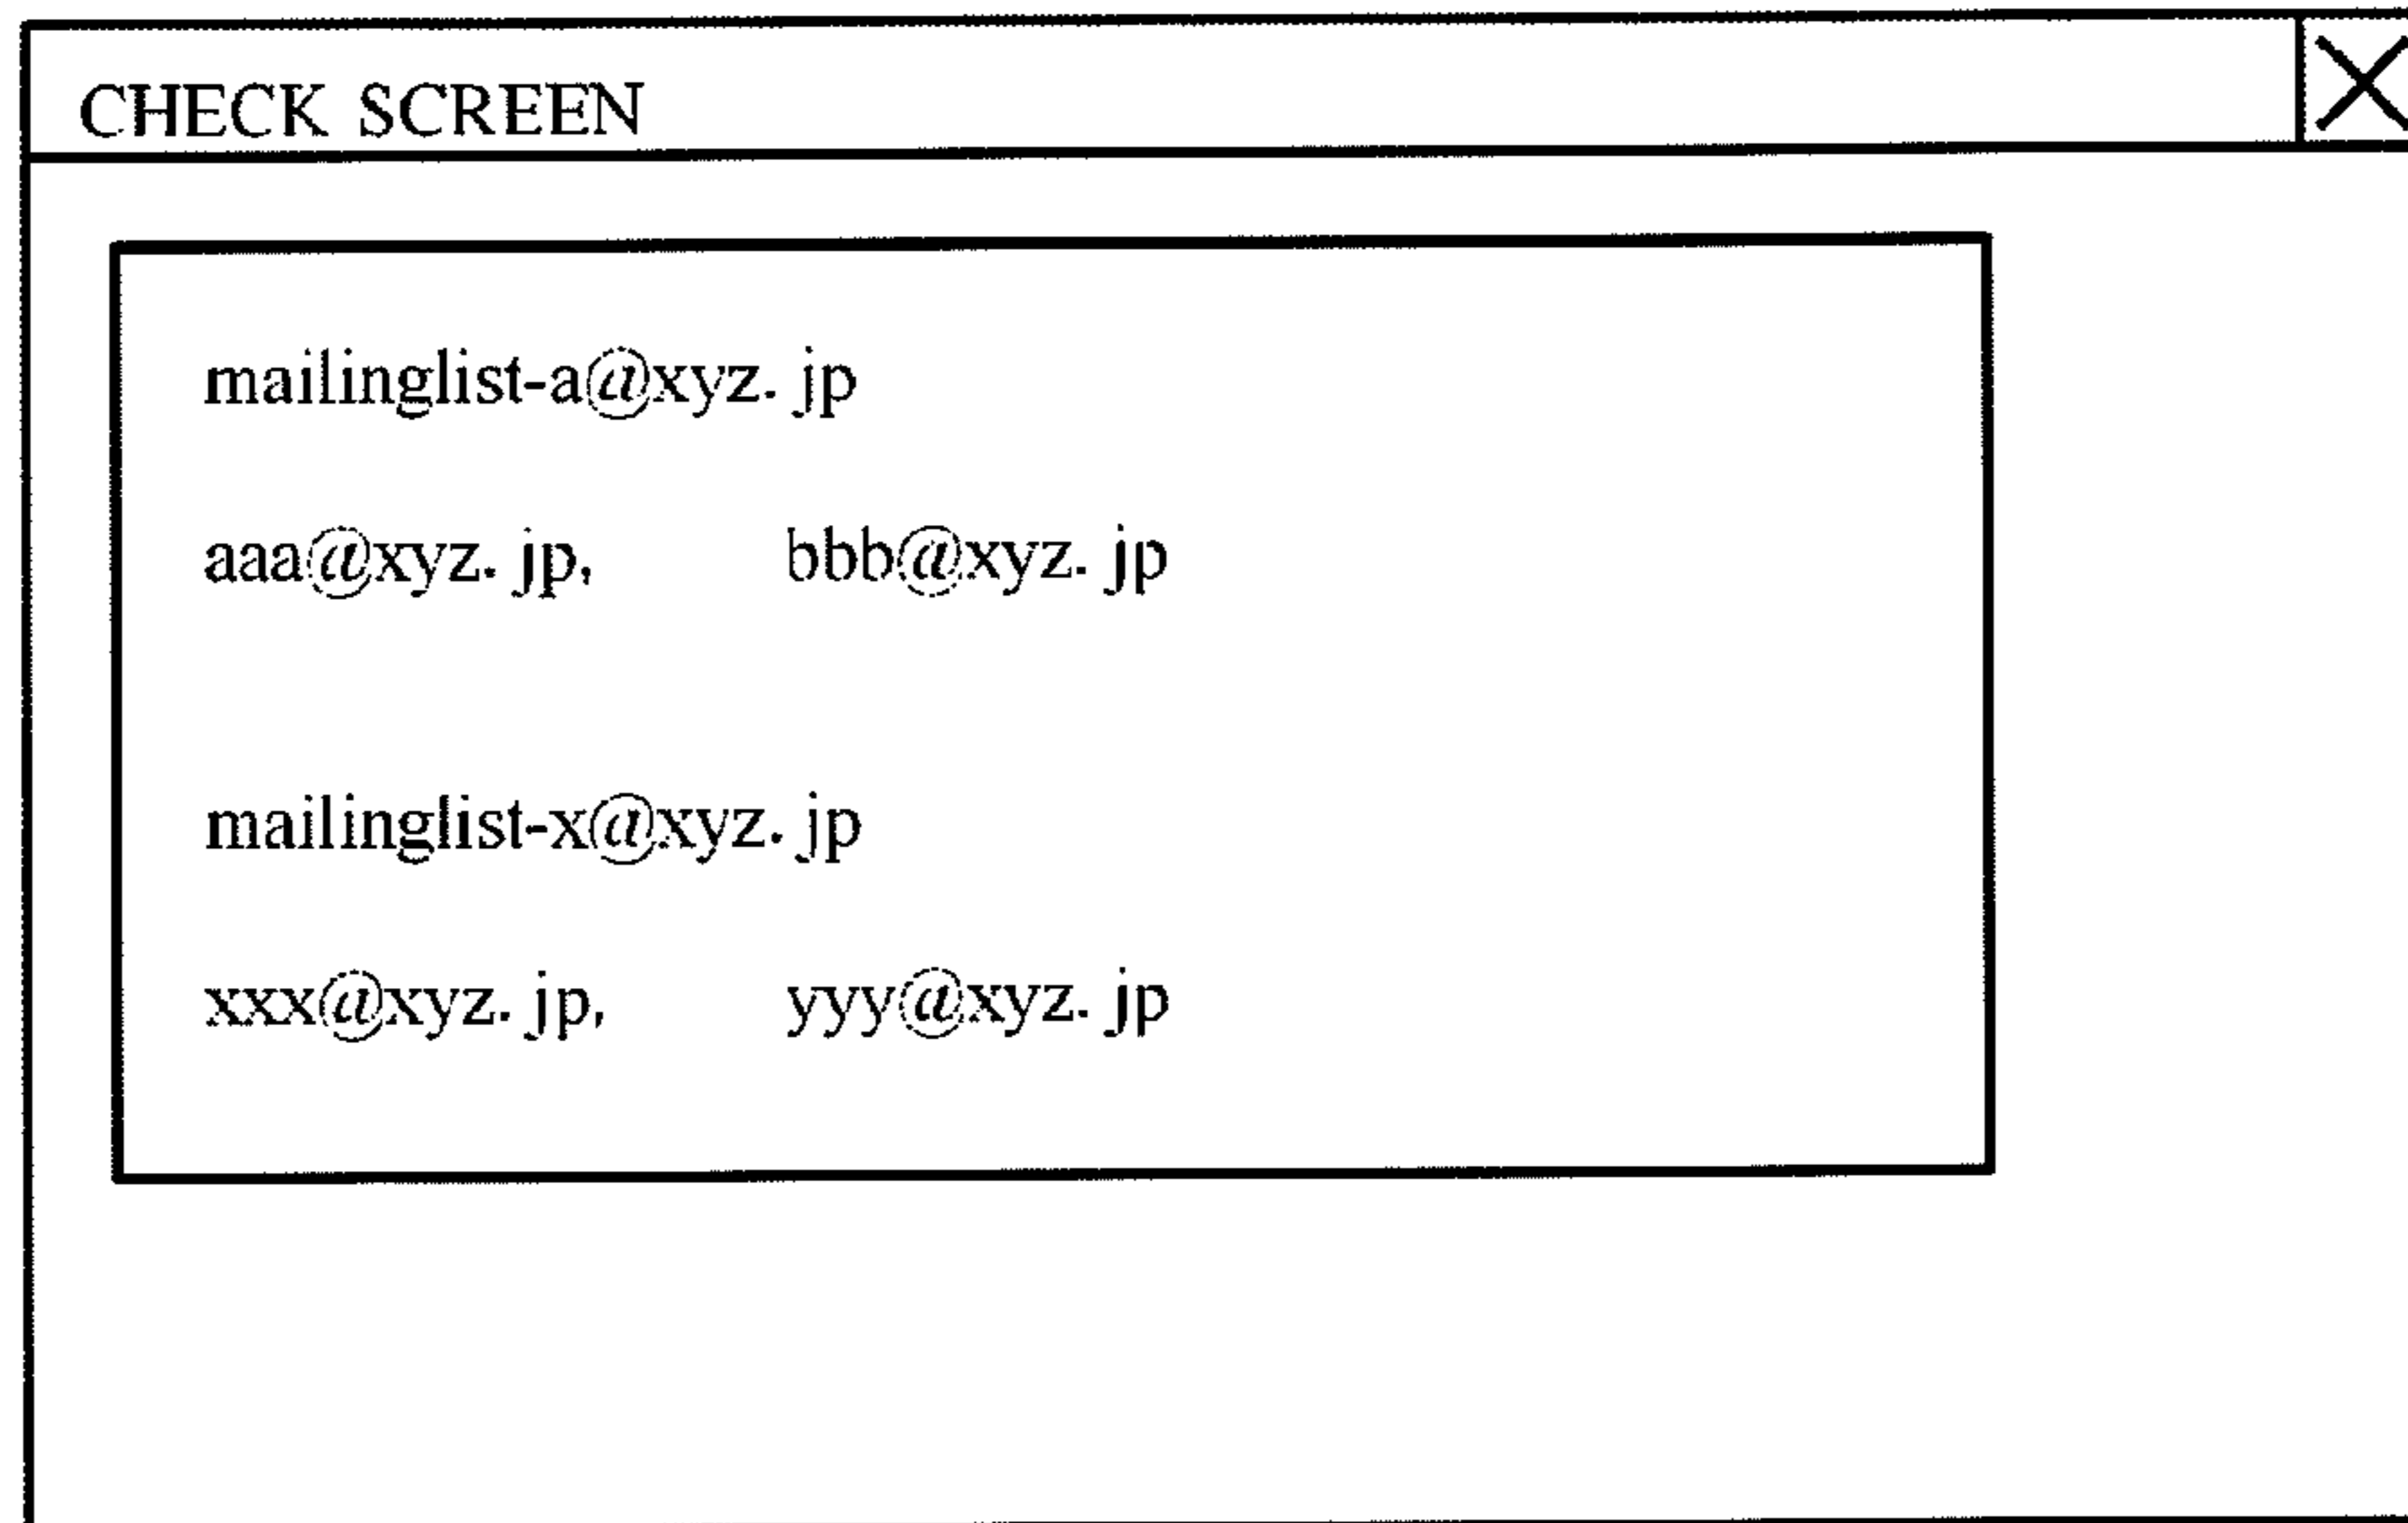 CHECK SCREEN
mailinglist-a@xyz. jp
aaa@xyz. jp, bbb@xyz. jp
mailinglist-x@xyz. jp
xxx@xyz. jp, yyy@xyz. jp